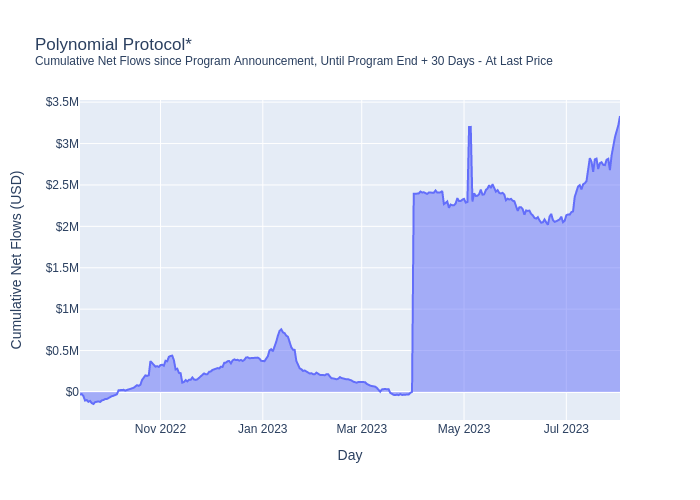 Polynomial Protocol*
Cumulative Net Flows since Program Announcement, Until Program End + 30 Days - At Last Price
$3.5M
$3M
$2.5M
$2M
$1.5M
$1M
$0.5M
$0
Cumulative Net Flows (USD)
Nov 2022
Jan 2023
Mar 2023
May 2023
Jul 2023
Day